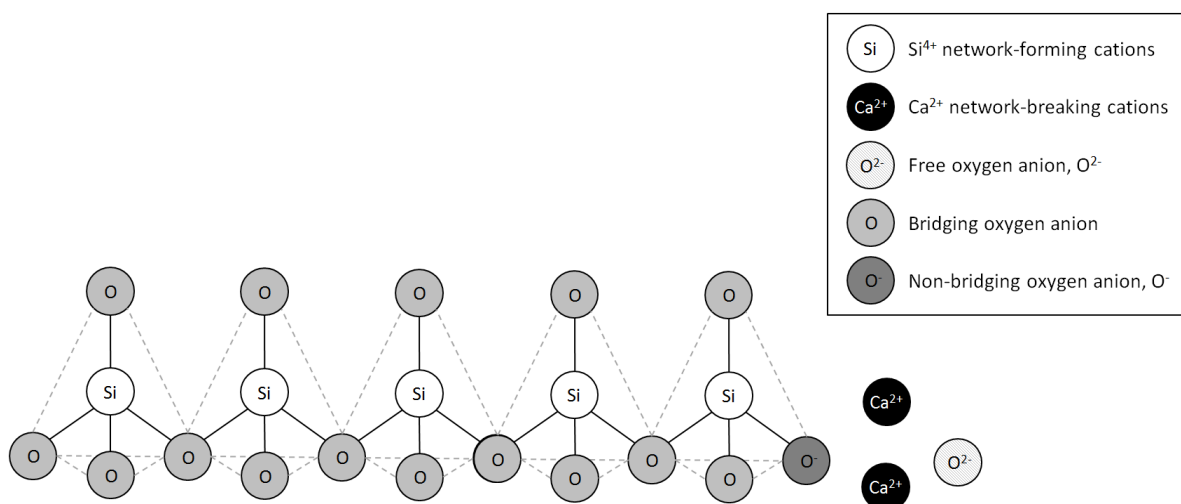 Si Si⁴⁺ network-forming cations
Ca²⁺ Ca²⁺ network-breaking cations
O²⁻ Free oxygen anion, O²⁻
O Bridging oxygen anion
O⁻ Non-bridging oxygen anion, O⁻
O O O O O
Si Si Si Si Si Ca²⁺
O O O O O O⁻ O²⁻
O O O O O Ca²⁺